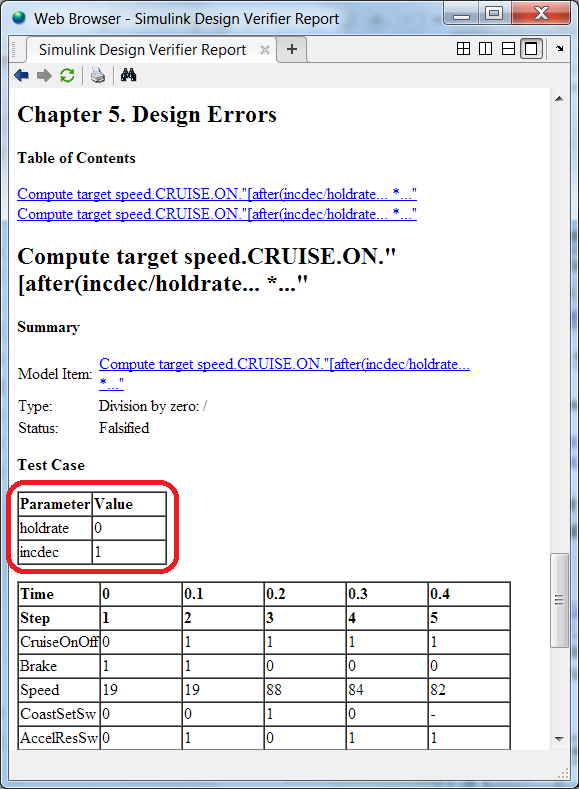 Web Browser - Simulink Design Verifier Report
Simulink Design Verifier Report
Chapter 5. Design Errors
Table of Contents
Compute target speed.CRUISE.ON."[after(incdec/holdrate... *..."
Compute target speed.CRUISE.ON."[after(incdec/holdrate... *..."
Compute target speed.CRUISE.ON."
[after(incdec/holdrate... *..."
Summary
Model Item: Compute target speed.CRUISE.ON."[after(incdec/holdrate...
*..."
Type: Division by zero: /
Status: Falsified
Test Case
Parameter Value
holdrate 0
incdec 1
Time 0 0.1 0.2 0.3 0.4
Step 1 2 3 4 5
CruiseOnOff 0 1 1 1 1
Brake 1 1 0 0 0
Speed 19 19 88 84 82
CoastSetSw 0 0 1 0 -
AccelResSw 0 1 0 1 1